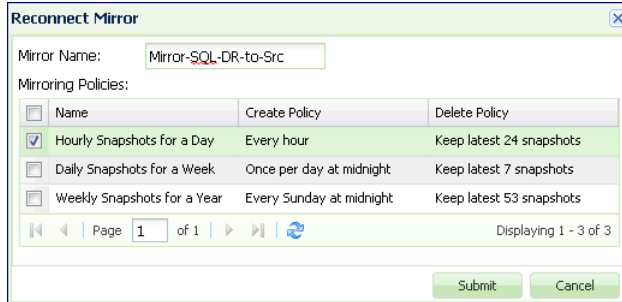 Reconnect Mirror
Mirror Name: Mirror-SQL-DR-to-Src
Mirroring Policies:
Name Create Policy Delete Policy
Hourly Snapshots for a Day Every hour Keep latest 24 snapshots
Daily Snapshots for a Week Once per day at midnight Keep latest 7 snapshots
Weekly Snapshots for a Year Every Sunday at midnight Keep latest 53 snapshots
Page 1 of 1 Displaying 1 - 3 of 3
Submit Cancel